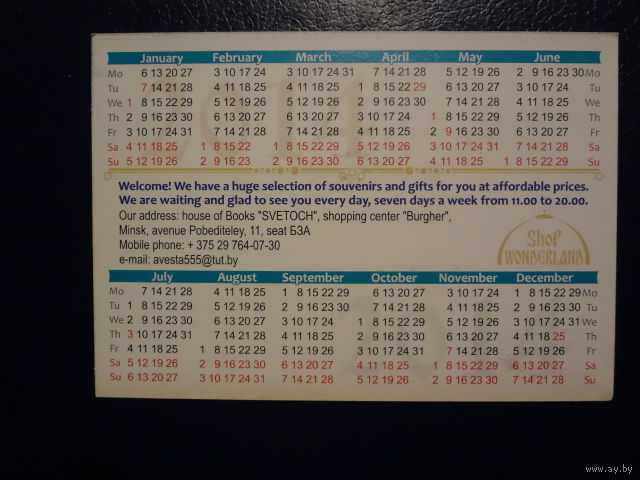 January February March April May June
Mo 6 13 20 27 3 10 17 24 3 10 17 24 31 7 14 21 28 5 12 19 26 2 9 16 23 30 Mo
Tu 7 14 21 28 4 11 18 25 4 11 18 25 1 8 15 22 29 6 13 20 27 3 10 17 24 Tu
We 1 8 15 22 29 5 12 19 26 5 12 19 26 2 9 16 23 30 7 14 21 28 4 11 18 25 We
Th 2 9 16 23 30 6 13 20 27 6 13 20 27 3 10 17 24 1 8 15 22 29 5 12 19 26 Th
Fr 3 10 17 24 31 7 14 21 28 7 14 21 28 4 11 18 25 2 9 16 23 30 6 13 20 27 Fr
Sa 4 11 18 25 1 8 15 22 1 8 15 22 29 5 12 19 26 3 10 17 24 31 7 14 21 28 Sa
Su 5 12 19 26 2 9 16 23 2 9 16 23 30 6 13 20 27 4 11 18 25 1 8 15 22 29 Su
Welcome! We have a huge selection of souvenirs and gifts for you at affordable prices.
We are waiting and glad to see you every day, seven days a week from 11.00 to 20.00.
Our address: house of Books "SVETOCH", shopping center "Burgher",
Minsk, avenue Pobediteley, 11, seat БЗА
Mobile phone: + 375 29 764-07-30
e-mail: avesta555@tut.by
Shop
WONDERLAND
July August September October November December
Mo 7 14 21 28 4 11 18 25 1 8 15 22 29 6 13 20 27 3 10 17 24 1 8 15 22 29 Mo
Tu 1 8 15 22 29 5 12 19 26 2 9 16 23 30 7 14 21 28 4 11 18 25 2 9 16 23 30 Tu
We 2 9 16 23 30 6 13 20 27 3 10 17 24 1 8 15 22 29 5 12 19 26 3 10 17 24 31 We
Th 3 10 17 24 31 7 14 21 28 4 11 18 25 2 9 16 23 30 6 13 20 27 4 11 18 25 Th
Fr 4 11 18 25 1 8 15 22 29 5 12 19 26 3 10 17 24 31 7 14 21 28 5 12 19 26 Fr
Sa 5 12 19 26 2 9 16 23 30 6 13 20 27 4 11 18 25 1 8 15 22 29 6 13 20 27 Sa
Su 6 13 20 27 3 10 17 24 31 7 14 21 28 5 12 19 26 2 9 16 23 30 7 14 21 28 Su
www.ay.by